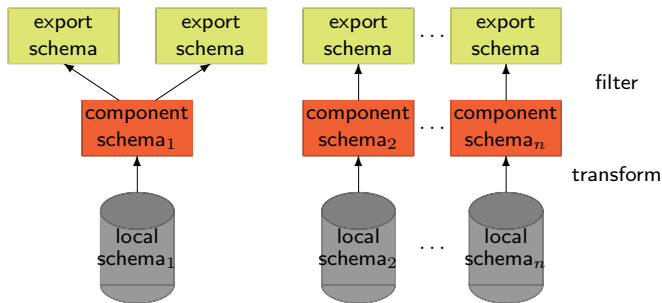 export export export export
schema schema schema ... schema
filter
component component component
schema₁ schema₂ ... schemaₙ
transform
local local local
schema₁ schema₂ ... schemaₙ